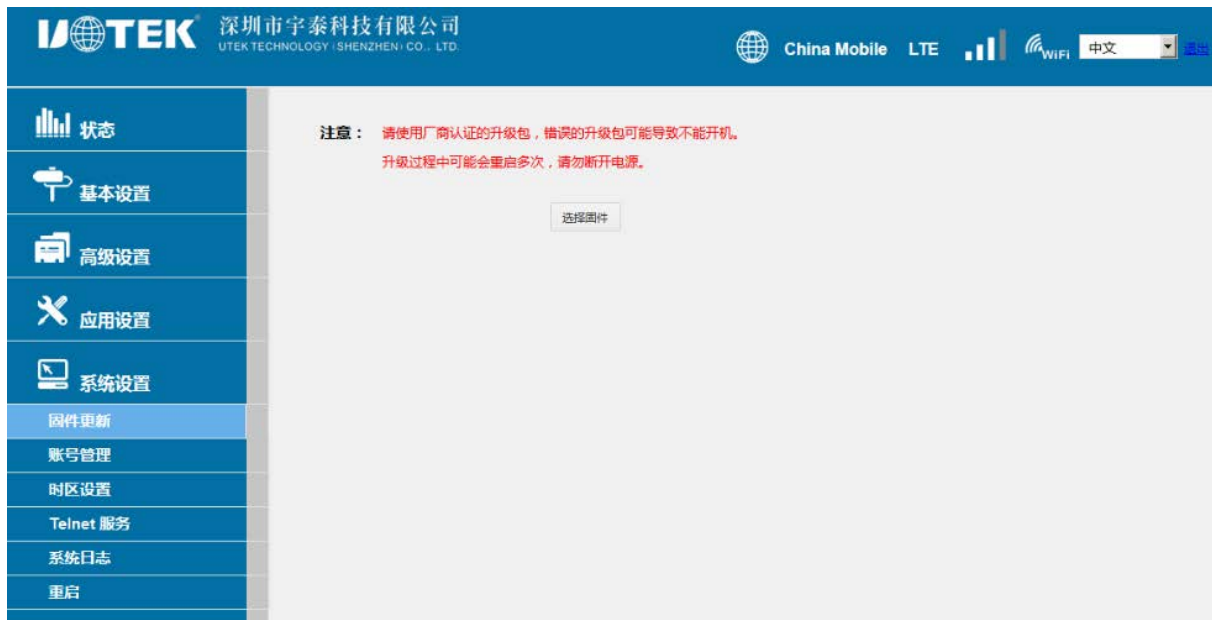 UOTEK 深圳市宇泰科技有限公司
UTEK TECHNOLOGY (SHENZHEN) CO., LTD.
China Mobile LTE WiFi 中文 退出
状态
基本设置
高级设置
应用设置
系统设置
固件更新
账号管理
时区设置
Telnet 服务
系统日志
重启
注意： 请使用厂商认证的升级包，错误的升级包可能导致不能开机。
升级过程中可能会重启多次，请勿断开电源。
选择固件